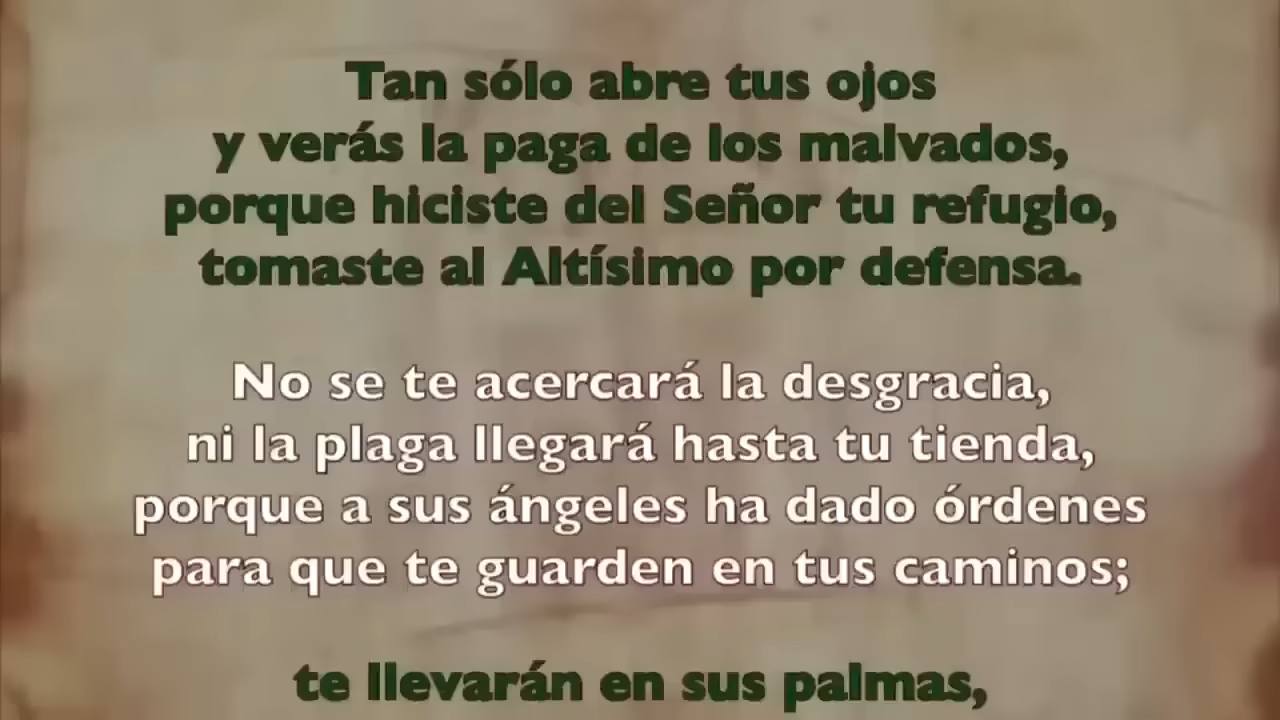 Tan sólo abre tus ojos
y verás la paga de los malvados,
porque hiciste del Señor tu refugio,
tomaste al Altísimo por defensa.
No se te acercará la desgracia,
ni la plaga llegará hasta tu tienda,
porque a sus ángeles ha dado órdenes
para que te guarden en tus caminos;
te llevarán en sus palmas,